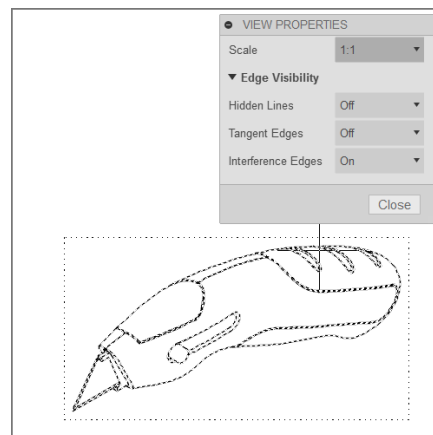 VIEW PROPERTIES
Scale 1:1
Edge Visibility
Hidden Lines Off
Tangent Edges Off
Interference Edges On
Close